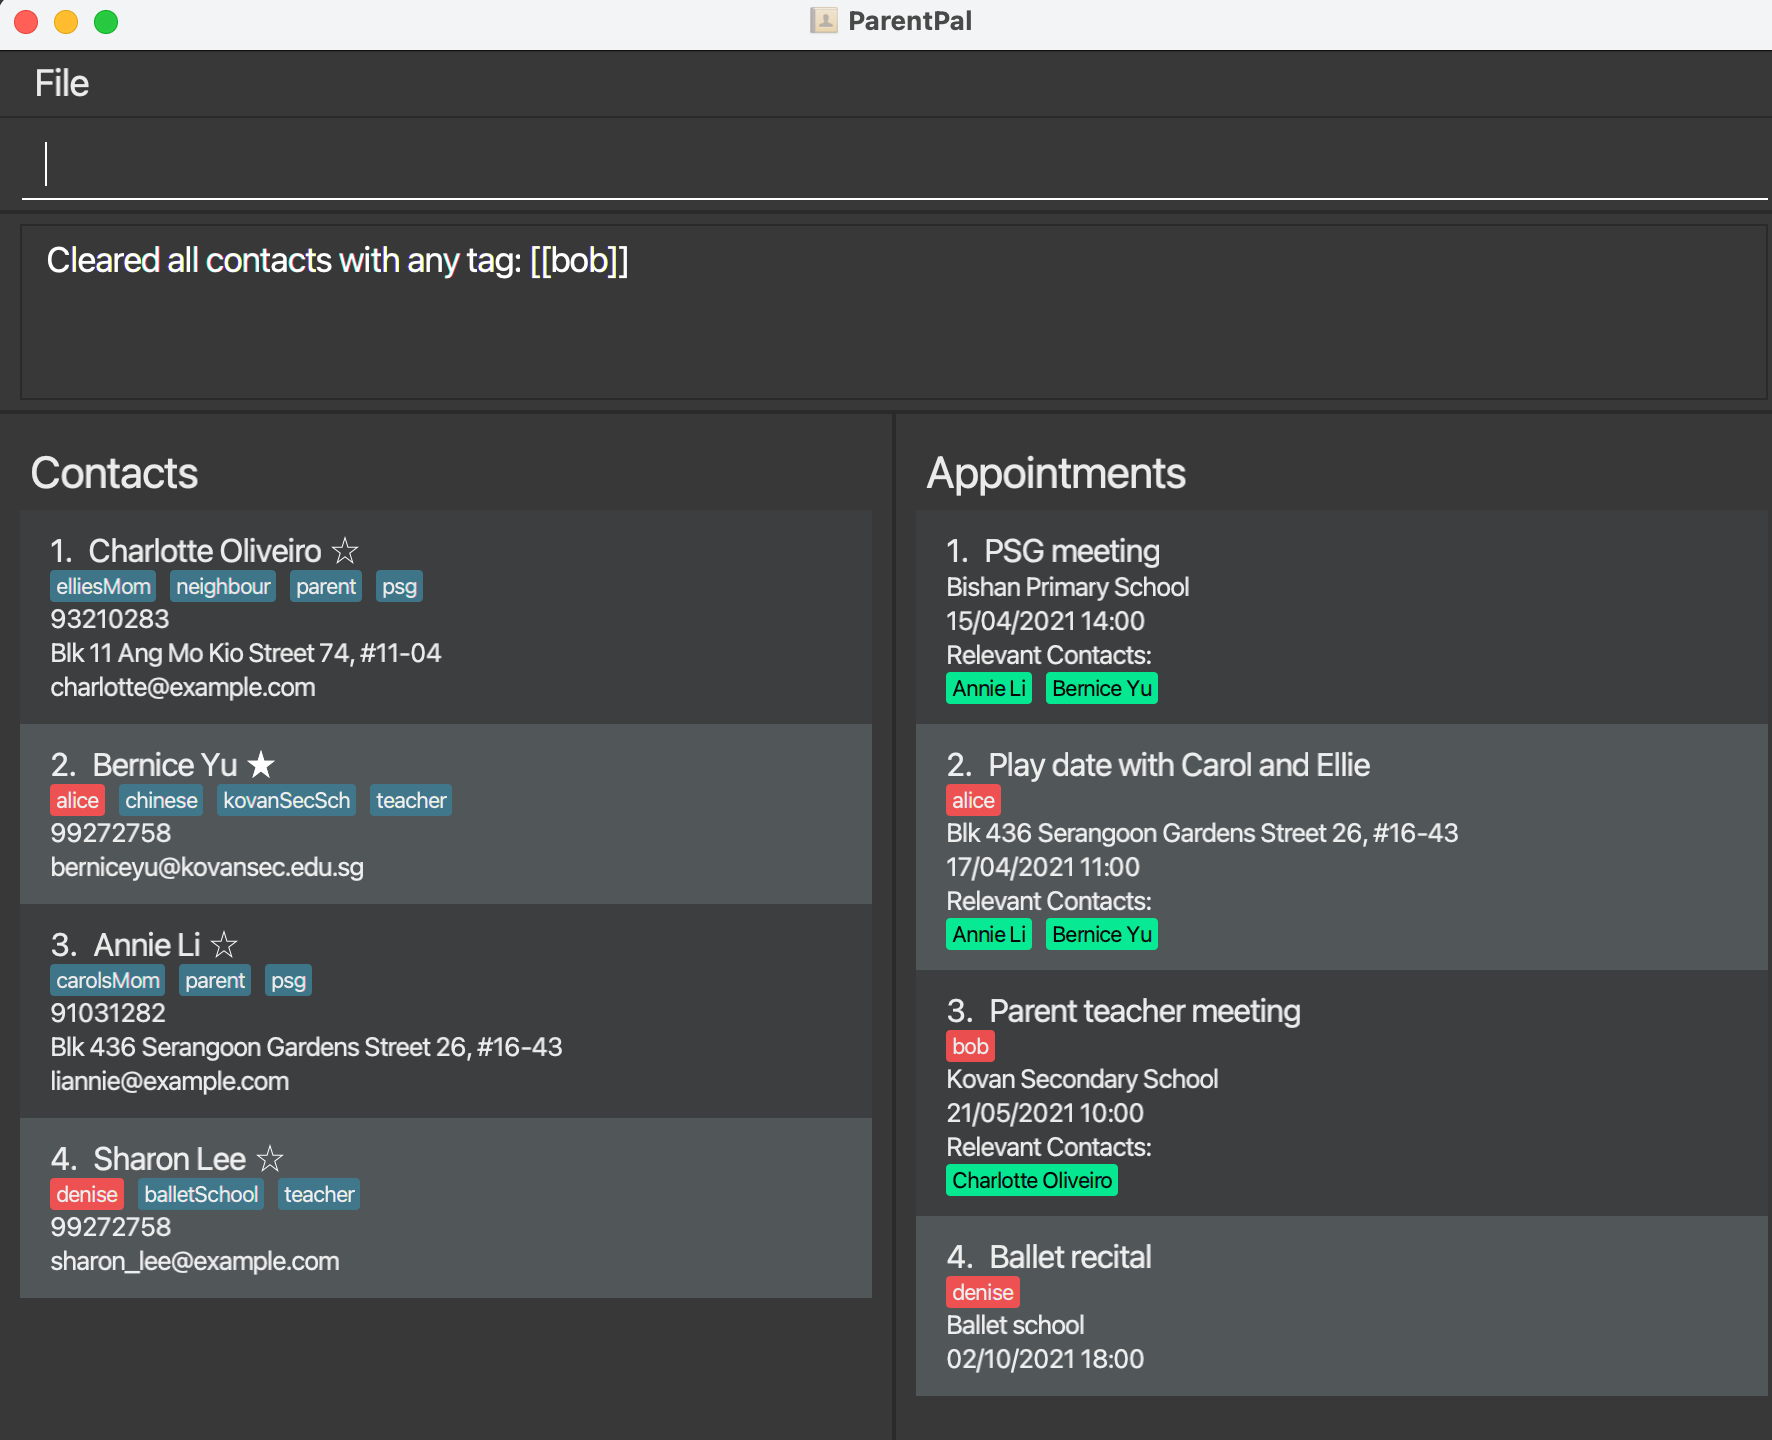 ParentPal
File
Cleared all contacts with any tag: [[bob]]
Contacts
1. Charlotte Oliveiro ☆
elliesMom neighbour parent psg
93210283
Blk 11 Ang Mo Kio Street 74, #11-04
charlotte@example.com
2. Bernice Yu ★
alice chinese kovanSecSch teacher
99272758
berniceyu@kovansec.edu.sg
3. Annie Li ☆
carolsMom parent psg
91031282
Blk 436 Serangoon Gardens Street 26, #16-43
liannie@example.com
4. Sharon Lee ☆
denise balletSchool teacher
99272758
sharon_lee@example.com
Appointments
1. PSG meeting
Bishan Primary School
15/04/2021 14:00
Relevant Contacts:
Annie Li Bernice Yu
2. Play date with Carol and Ellie
alice
Blk 436 Serangoon Gardens Street 26, #16-43
17/04/2021 11:00
Relevant Contacts:
Annie Li Bernice Yu
3. Parent teacher meeting
bob
Kovan Secondary School
21/05/2021 10:00
Relevant Contacts:
Charlotte Oliveiro
4. Ballet recital
denise
Ballet school
02/10/2021 18:00